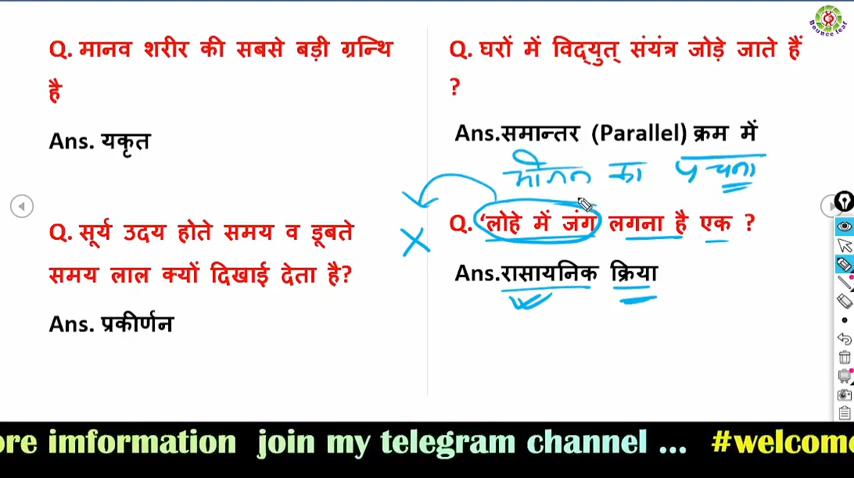 Q. मानव शरीर की सबसे बड़ी ग्रन्थि
है
Ans. यकृत
Q. सूर्य उदय होते समय व डूबते
समय लाल क्यों दिखाई देता है?
Ans. प्रकीर्णन
Q. घरों में विद्युत् संयंत्र जोड़े जाते हैं
?
Ans.समान्तर (Parallel) क्रम में
का पचना
Q. 'लोहे में जंग लगना है एक ?
Ans.रासायनिक क्रिया
ore imformation join my telegram channel ... #welcome